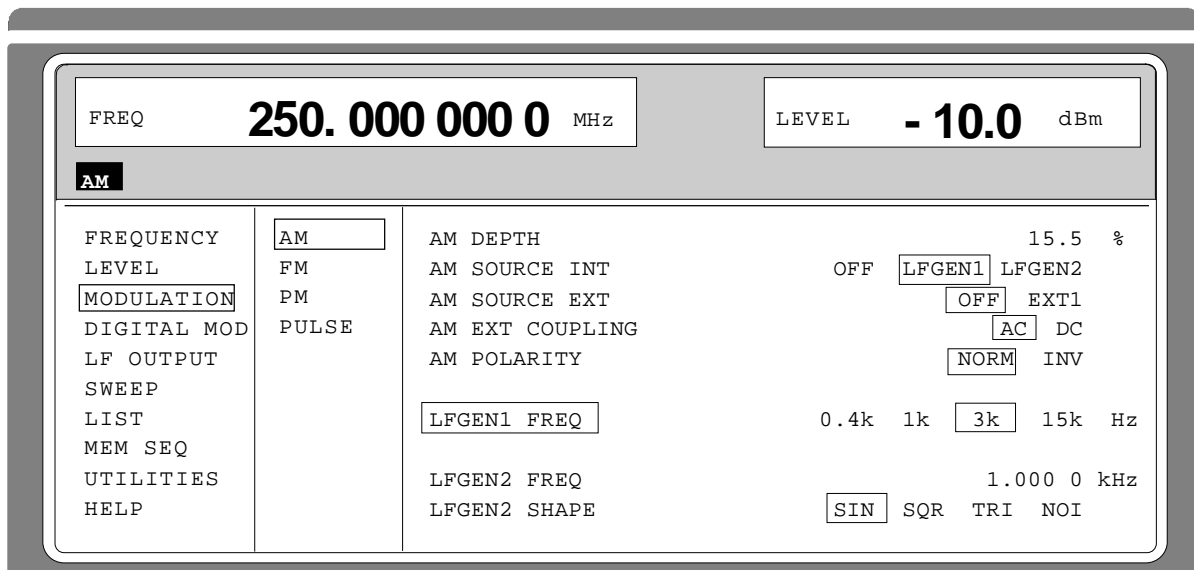 FREQ 250. 000 000 0 MHz LEVEL - 10.0 dBm
AM
FREQUENCY AM AM DEPTH 15.5 %
LEVEL FM AM SOURCE INT OFF LFGEN1 LFGEN2
MODULATION PM AM SOURCE EXT OFF EXT1
DIGITAL MOD PULSE AM EXT COUPLING AC DC
LF OUTPUT AM POLARITY NORM INV
SWEEP
LIST LFGEN1 FREQ 0.4k 1k 3k 15k Hz
MEM SEQ
UTILITIES LFGEN2 FREQ 1.000 0 kHz
HELP LFGEN2 SHAPE SIN SQR TRI NOI